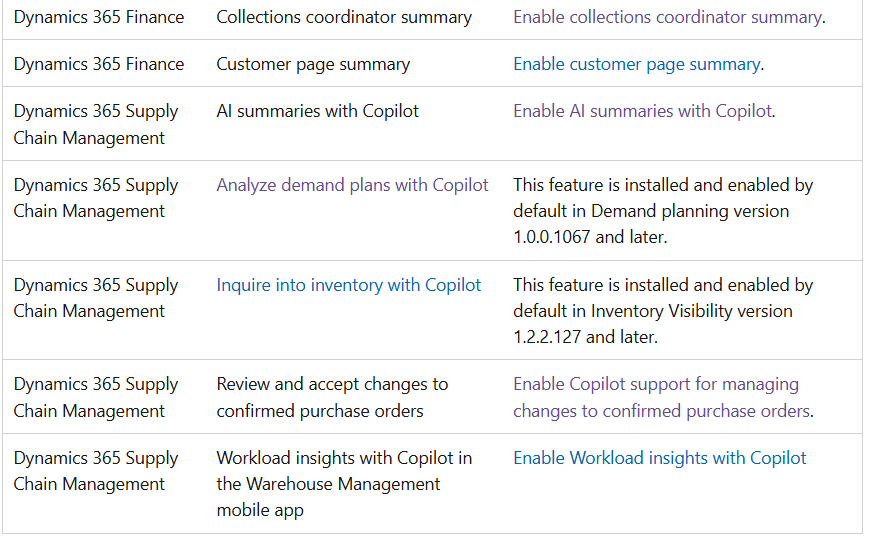 Dynamics 365 Finance
Collections coordinator summary
Enable collections coordinator summary.
Dynamics 365 Finance
Customer page summary
Enable customer page summary.
Dynamics 365 Supply
Chain Management
AI summaries with Copilot
Enable AI summaries with Copilot.
Dynamics 365 Supply
Chain Management
Analyze demand plans with Copilot
This feature is installed and enabled by
default in Demand planning version
1.0.0.1067 and later.
Dynamics 365 Supply
Chain Management
Inquire into inventory with Copilot
This feature is installed and enabled by
default in Inventory Visibility version
1.2.2.127 and later.
Dynamics 365 Supply
Chain Management
Review and accept changes to
confirmed purchase orders
Enable Copilot support for managing
changes to confirmed purchase orders.
Dynamics 365 Supply
Chain Management
Workload insights with Copilot in
the Warehouse Management
mobile app
Enable Workload insights with Copilot